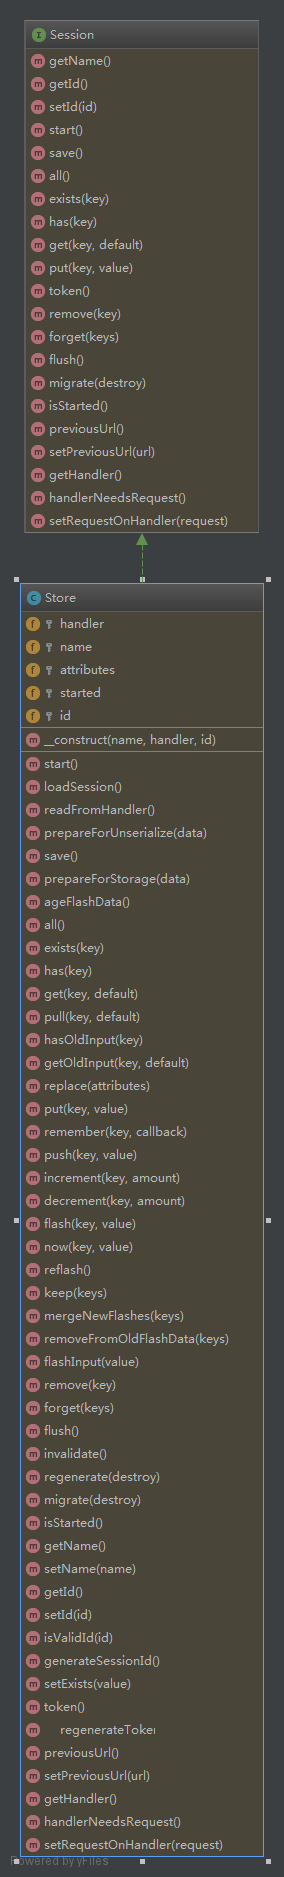 Session
getName()
getId()
setId(id)
start()
save()
all()
exists(key)
has(key)
get(key, default)
put(key, value)
token()
remove(key)
forget(keys)
flush()
migrate(destroy)
isStarted()
previousUrl()
setPreviousUrl(url)
getHandler()
handlerNeedsRequest()
setRequestOnHandler(request)
Store
handler
name
attributes
started
id
__construct(name, handler, id)
start()
loadSession()
readFromHandler()
prepareForUnserialize(data)
save()
prepareForStorage(data)
ageFlashData()
all()
exists(key)
has(key)
get(key, default)
pull(key, default)
hasOldInput(key)
getOldInput(key, default)
replace(attributes)
put(key, value)
remember(key, callback)
push(key, value)
increment(key, amount)
decrement(key, amount)
flash(key, value)
now(key, value)
reflash()
keep(keys)
mergeNewFlashes(keys)
removeFromOldFlashData(keys)
flashInput(value)
remove(key)
forget(keys)
flush()
invalidate()
regenerate(destroy)
migrate(destroy)
isStarted()
getName()
setName(name)
getId()
setId(id)
isValidId(id)
generateSessionId()
setExists(value)
token()
regenerateToken
previousUrl()
setPreviousUrl(url)
getHandler()
handlerNeedsRequest()
setRequestOnHandler(request)
Powered by yFiles